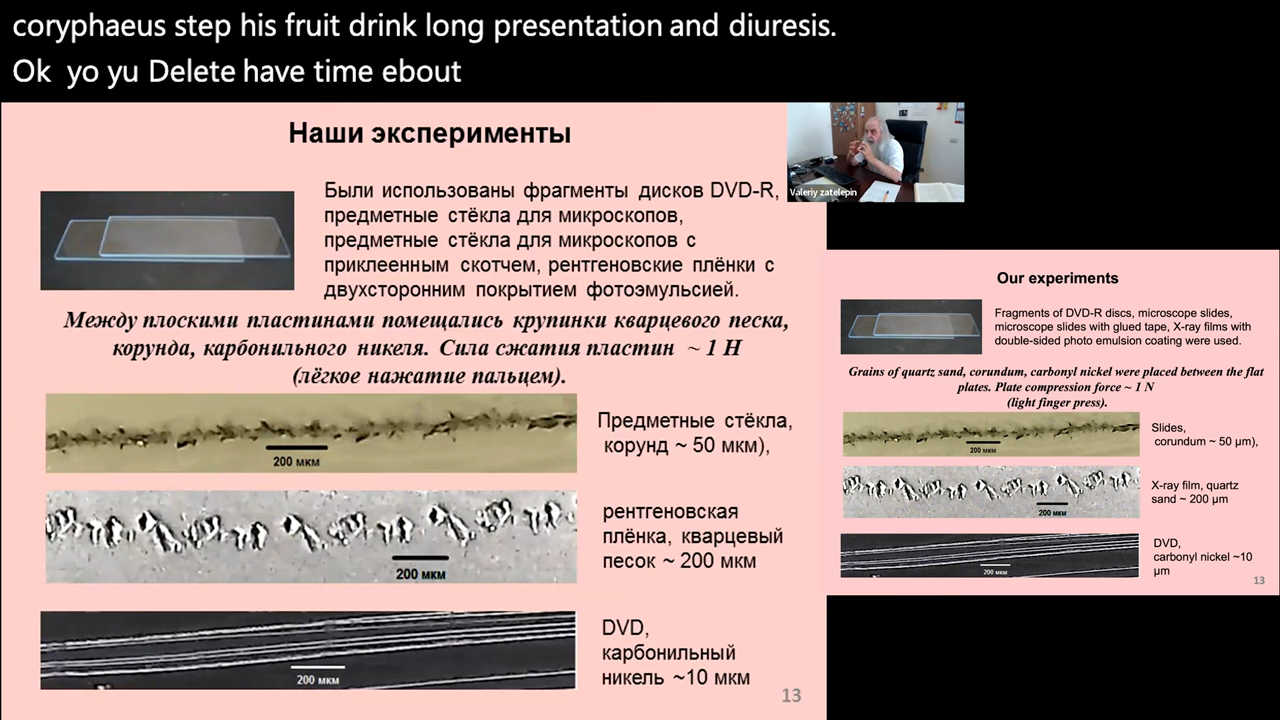 coryphaeus step his fruit drink long presentation and diuresis.
Ok yo yu Delete have time ebout
Наши эксперименты
Были использованы фрагменты дисков DVD-R,
предметные стёкла для микроскопов,
предметные стёкла для микроскопов с
приклеенным скотчем, рентгеновские плёнки с
двухсторонним покрытием фотоэмульсией.
Между плоскими пластинами помещались крупинки кварцевого песка,
корунда, карбонильного никеля. Сила сжатия пластин ~ 1 Н
(лёгкое нажатие пальцем).
200 мкм
Предметные стёкла,
корунд ~ 50 мкм),
200 мкм
рентгеновская
плёнка, кварцевый
песок ~ 200 мкм
200 мкм
DVD,
карбонильный
никель ~10 мкм
13
Valeriy zatelepin
Our experiments
Fragments of DVD-R discs, microscope slides,
microscope slides with glued tape, X-ray films with
double-sided photo emulsion coating were used.
Grains of quartz sand, corundum, carbonyl nickel were placed between the flat
plates. Plate compression force ~ 1 N
(light finger press).
200 мкм
Slides,
corundum ~ 50 µm),
200 мкм
X-ray film, quartz
sand ~ 200 µm
200 мкм
DVD,
carbonyl nickel ~10
µm
13